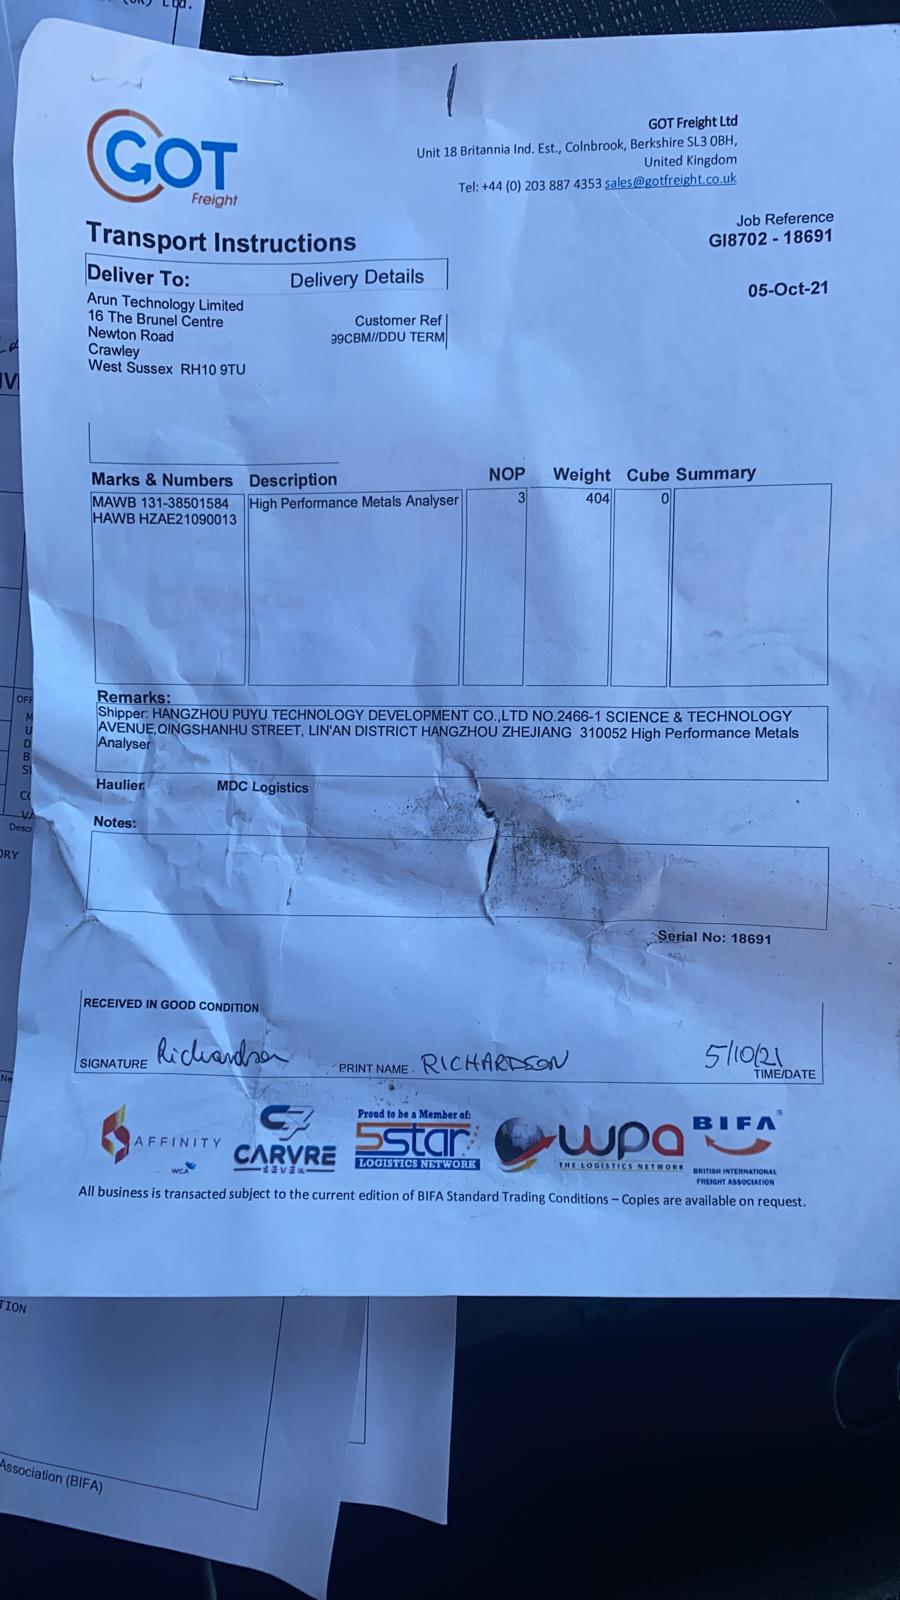 GOT
Freight
GOT Freight Ltd
Unit 18 Britannia Ind. Est., Colnbrook, Berkshire SL3 0BH,
United Kingdom
Tel: +44 (0) 203 887 4353 sales@gotfreight.co.uk
Transport Instructions
Job Reference
GI8702 - 18691
05-Oct-21
Deliver To: Delivery Details
Arun Technology Limited
16 The Brunel Centre
Newton Road
Crawley
West Sussex RH10 9TU
Customer Ref
99CBM//DDU TERM
Marks & Numbers Description NOP Weight Cube Summary
MAWB 131-38501584 High Performance Metals Analyser 3 404 0
HAWB HZAE21090013
Remarks:
Shipper: HANGZHOU PUYU TECHNOLOGY DEVELOPMENT CO.,LTD NO.2466-1 SCIENCE & TECHNOLOGY
AVENUE,QINGSHANHU STREET, LIN'AN DISTRICT HANGZHOU ZHEJIANG 310052 High Performance Metals
Analyser
Haulier: MDC Logistics
Notes:
Serial No: 18691
RECEIVED IN GOOD CONDITION
SIGNATURE Richardson PRINT NAME . RICHARDSON 5/10/21
TIME/DATE
AFFINITY
WCA
C7
CARVRE
SEVEN
Proud to be a Member of:
5star
LOGISTICS NETWORK
wpa
THE LOGISTICS NETWORK
BIFA
BRITISH INTERNATIONAL
FREIGHT ASSOCIATION
All business is transacted subject to the current edition of BIFA Standard Trading Conditions – Copies are available on request.
TION
Association (BIFA)